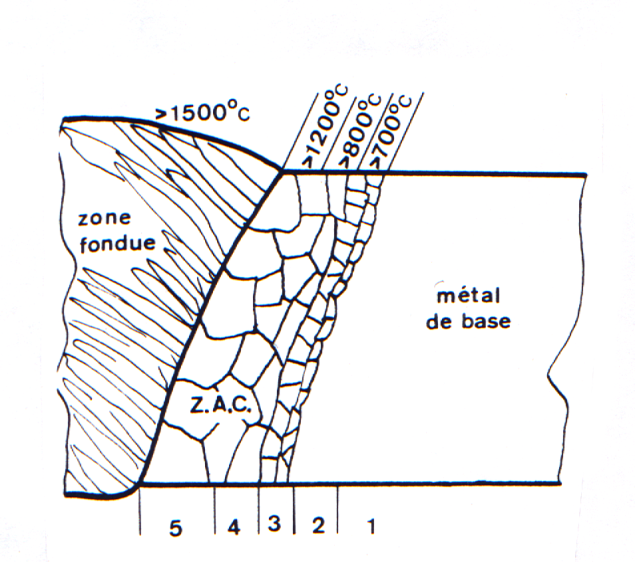 >1500°C
>1200°C
>800°C
>700°C
zone
fondue
métal
de base
Z.A.C.
5 4 3 2 1